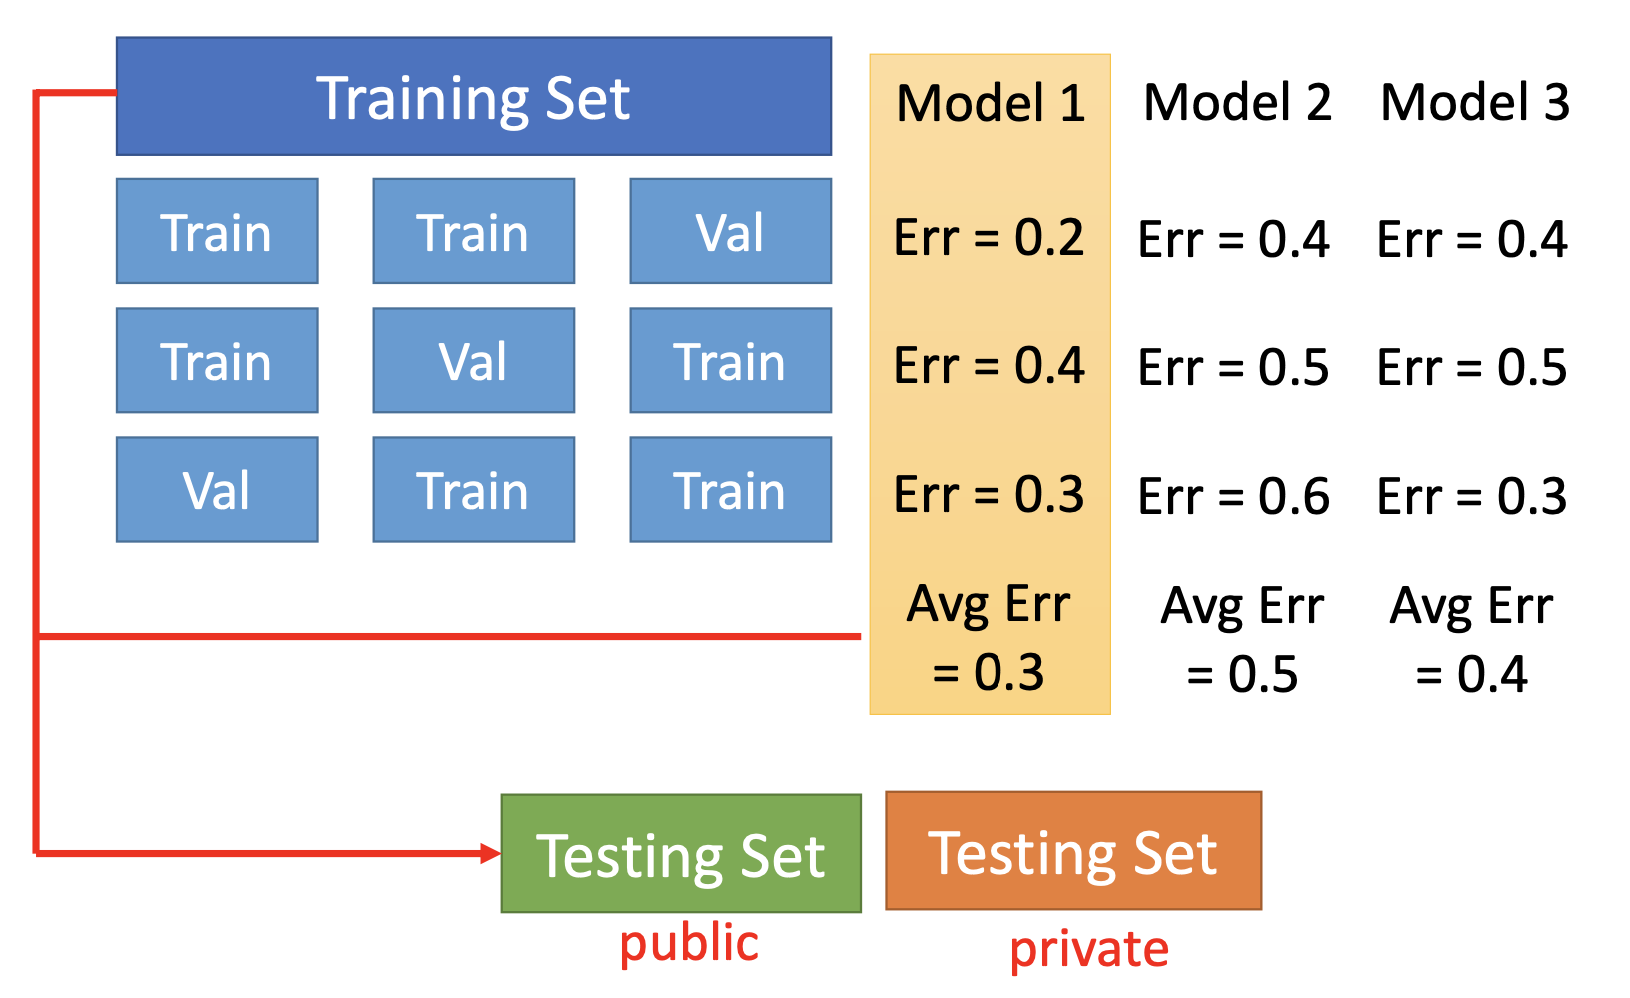 Training Set
Model 1 Model 2 Model 3
Train Train Val
Err = 0.2 Err = 0.4 Err = 0.4
Train Val Train
Err = 0.4 Err = 0.5 Err = 0.5
Val Train Train
Err = 0.3 Err = 0.6 Err = 0.3
Avg Err
= 0.3
Avg Err
= 0.5
Avg Err
= 0.4
Testing Set
public
Testing Set
private